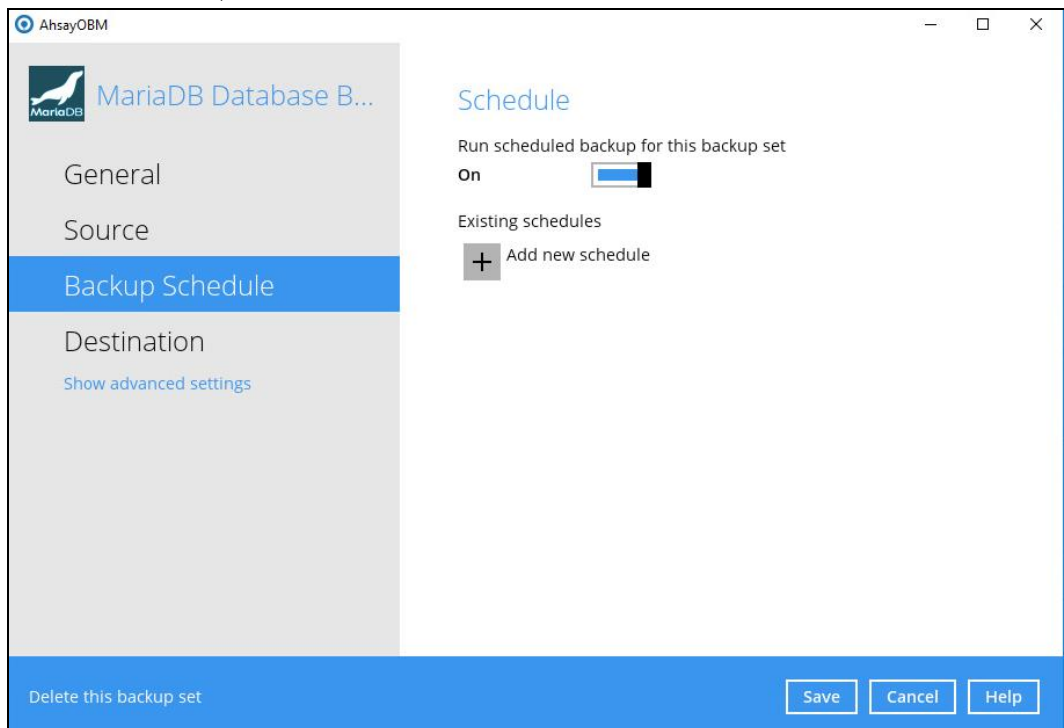 AhsayOBM
MariaDB
MariaDB Database B...
General
Source
Backup Schedule
Destination
Show advanced settings
Schedule
Run scheduled backup for this backup set
On
Existing schedules
Add new schedule
Delete this backup set
Save
Cancel
Help